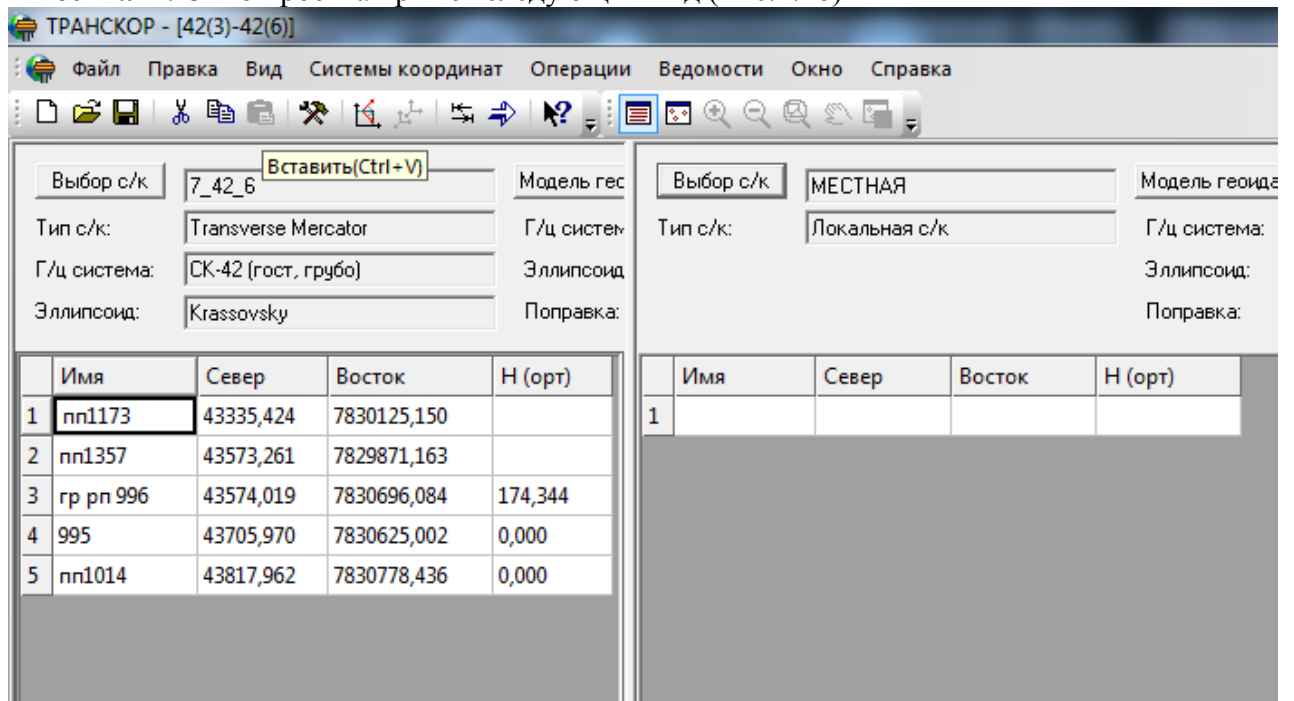 ТРАНСКОР - [42(3)-42(6)]
Файл Правка Вид Системы координат Операции Ведомости Окно Справка
Выбор с/к 7_42_6 Вставить(Ctrl+V) Модель гео Выбор с/к МЕСТНАЯ Модель геоида
Тип с/к: Transverse Mercator Г/ц систем Тип с/к: Локальная с/к Г/ц система:
Г/ц система: СК-42 (гост, грубо) Эллипсоид Эллипсоид:
Эллипсоид: Krassovsky Поправка: Поправка:
Имя Север Восток H (орт) Имя Север Восток H (орт)
1 пп1173 43335,424 7830125,150 1
2 пп1357 43573,261 7829871,163
3 гр рп 996 43574,019 7830696,084 174,344
4 995 43705,970 7830625,002 0,000
5 пп1014 43817,962 7830778,436 0,000